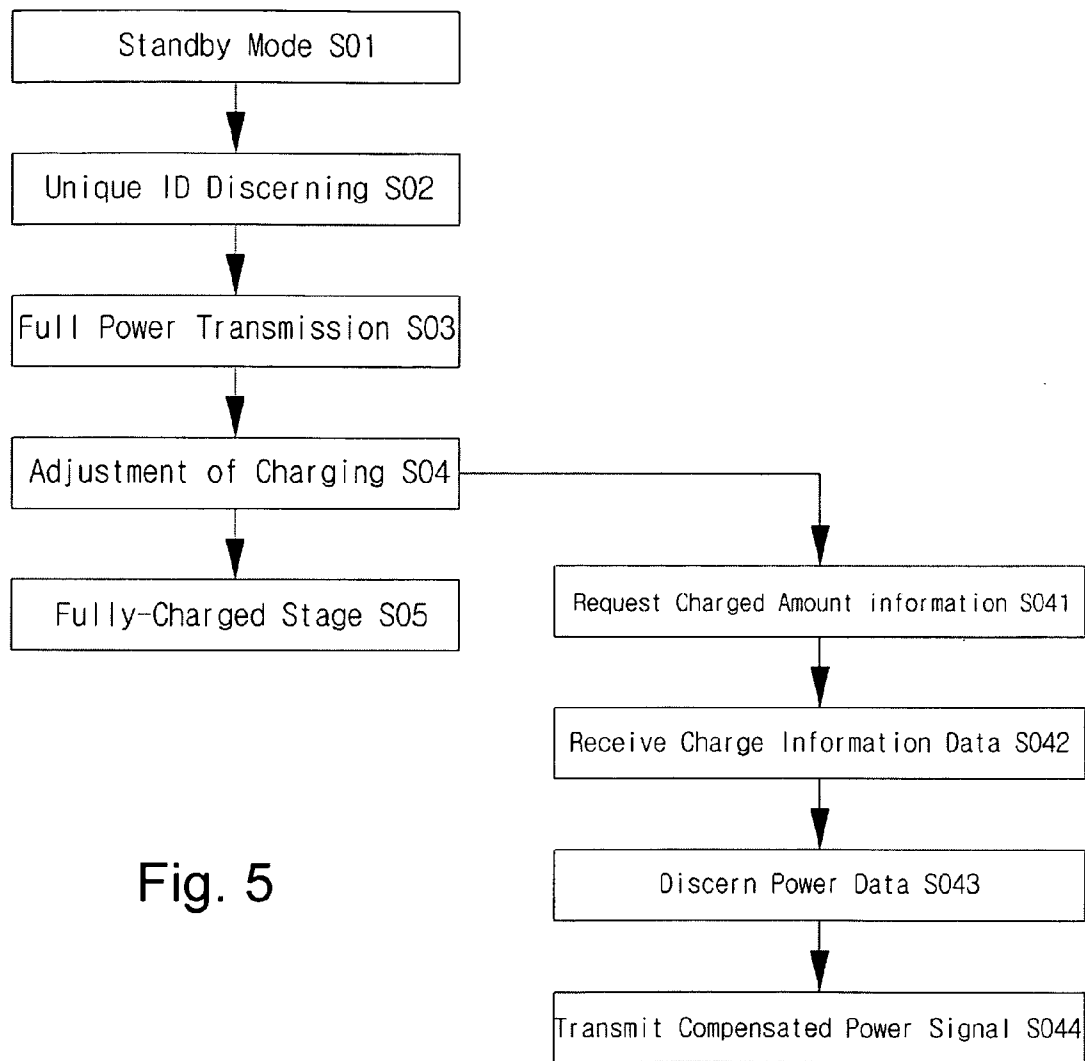 Standby Mode S01
Unique ID Discerning S02
Full Power Transmission S03
Adjustment of Charging S04
Fully-Charged Stage S05
Request Charged Amount information S041
Receive Charge Information Data S042
Discern Power Data S043
Transmit Compensated Power Signal S044
Fig. 5